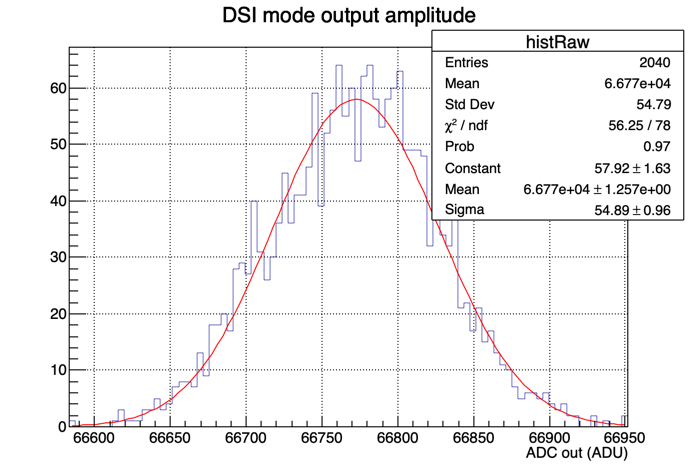 DSI mode output amplitude
histRaw
Entries 2040
Mean 6.677e+04
Std Dev 54.79
χ² / ndf 56.25 / 78
Prob 0.97
Constant 57.92 ± 1.63
Mean 6.677e+04 ± 1.257e+00
Sigma 54.89 ± 0.96
60
50
40
30
20
10
0
66600 66650 66700 66750 66800 66850 66900 66950
ADC out (ADU)